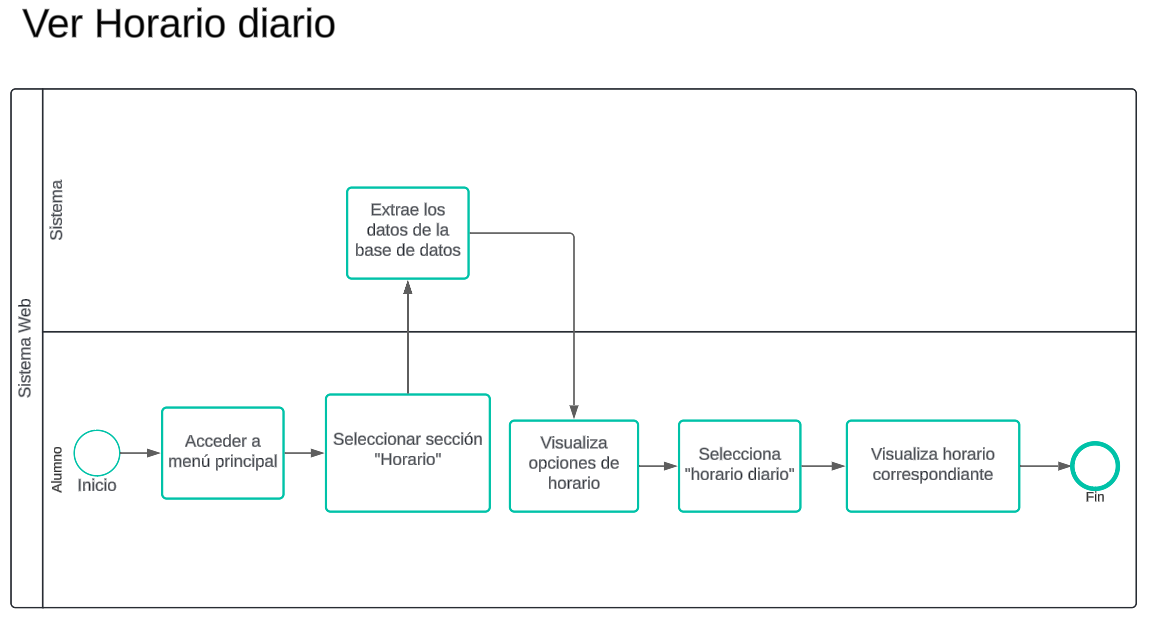 Ver Horario diario
Sistema Web
Sistema
Extrae los
datos de la
base de datos
Alumno
Inicio
Acceder a
menú principal
Seleccionar sección
"Horario"
Visualiza
opciones de
horario
Selecciona
"horario diario"
Visualiza horario
correspondiante
Fin